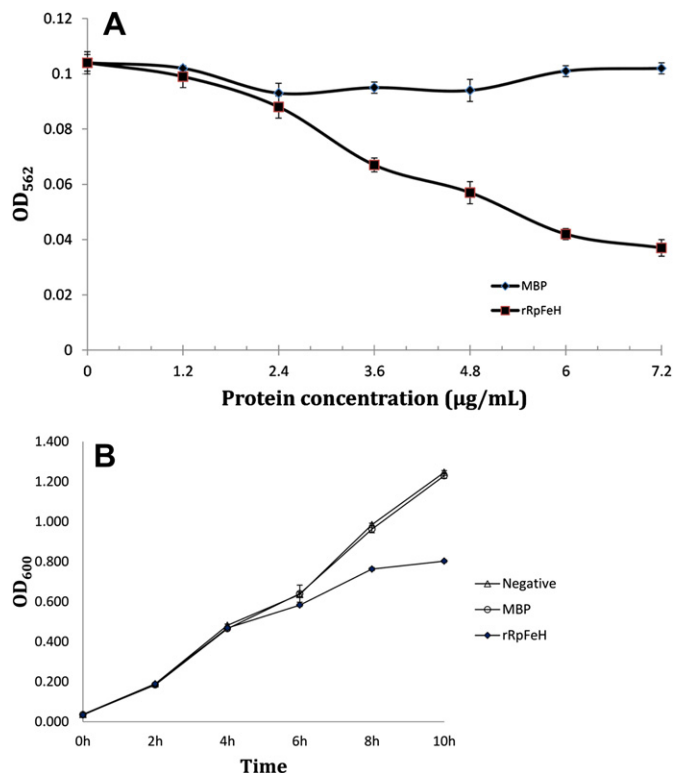 A
0.12
0.1
0.08
0.06
0.04
0.02
0
OD562
MBP
rRpFeH
0 1.2 2.4 3.6 4.8 6 7.2
Protein concentration (µg/mL)
B
1.400
1.200
1.000
0.800
0.600
0.400
0.200
0.000
OD600
Negative
MBP
rRpFeH
0h 2h 4h 6h 8h 10h
Time